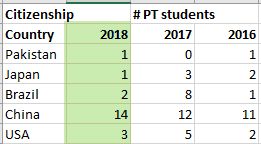 Citizenship # PT students
Country 2018 2017 2016
Pakistan 1 0 1
Japan 1 3 2
Brazil 2 8 1
China 14 12 11
USA 3 5 2